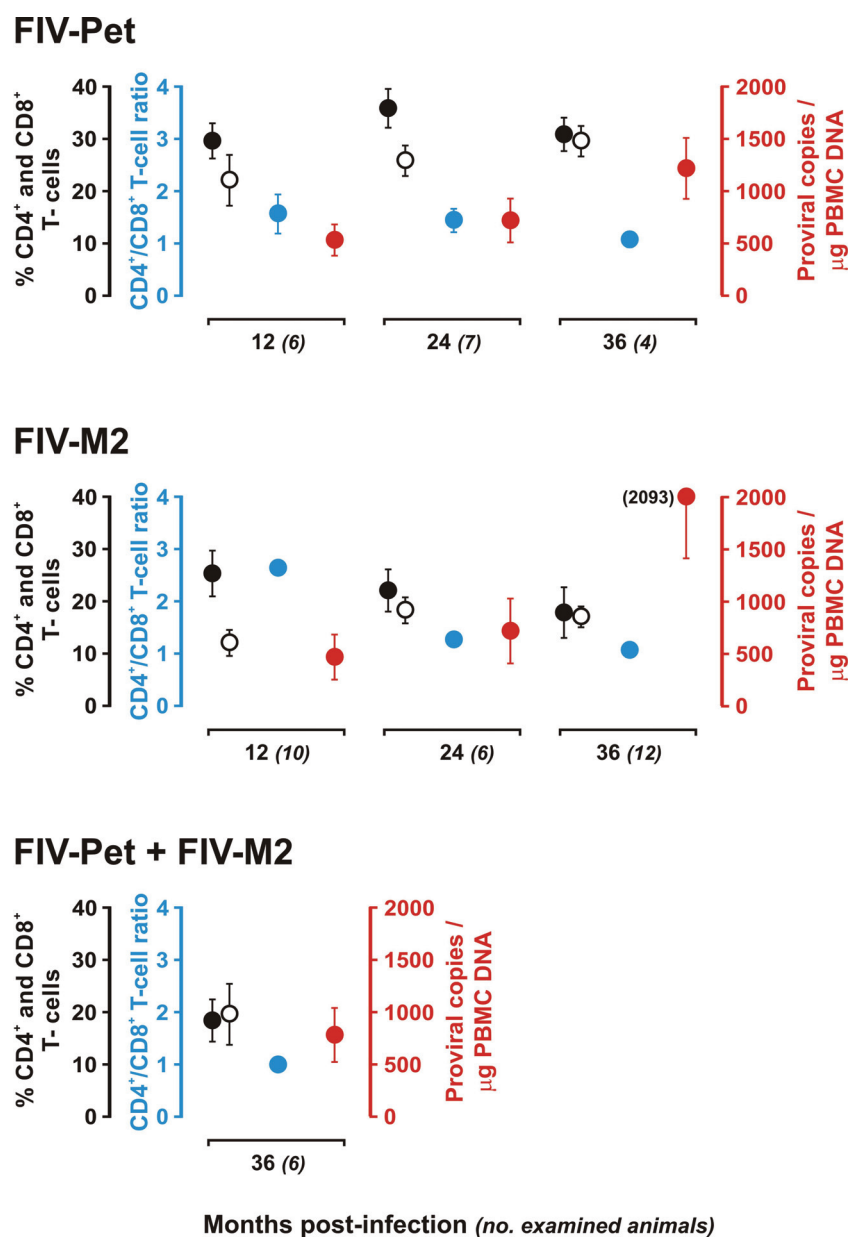 FIV-Pet
% CD4⁺ and CD8⁺
T- cells
40
30
20
10
0
CD4⁺/CD8⁺ T-cell ratio
4
3
2
1
0
2000
1500
1000
500
0
Proviral copies /
µg PBMC DNA
12 (6)
24 (7)
36 (4)
FIV-M2
% CD4⁺ and CD8⁺
T- cells
40
30
20
10
0
CD4⁺/CD8⁺ T-cell ratio
4
3
2
1
0
(2093)
2000
1500
1000
500
0
Proviral copies /
µg PBMC DNA
12 (10)
24 (6)
36 (12)
FIV-Pet + FIV-M2
% CD4⁺ and CD8⁺
T- cells
40
30
20
10
0
CD4⁺/CD8⁺ T-cell ratio
4
3
2
1
0
2000
1500
1000
500
0
Proviral copies /
µg PBMC DNA
36 (6)
Months post-infection (no. examined animals)